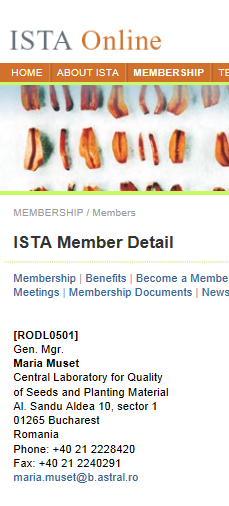 ISTA Online
HOME ABOUT ISTA MEMBERSHIP
MEMBERSHIP / Members
ISTA Member Detail
Membership | Benefits | Become a
Meetings | Membership Documents | News
[RODL0501]
Gen. Mgr.
Maria Muset
Central Laboratory for Quality
of Seeds and Planting Material
Al. Sandu Aldea 10, sector 1
01265 Bucharest
Romania
Phone: +40 21 2228420
Fax: +40 21 2240291
maria.muset@b.astral.ro